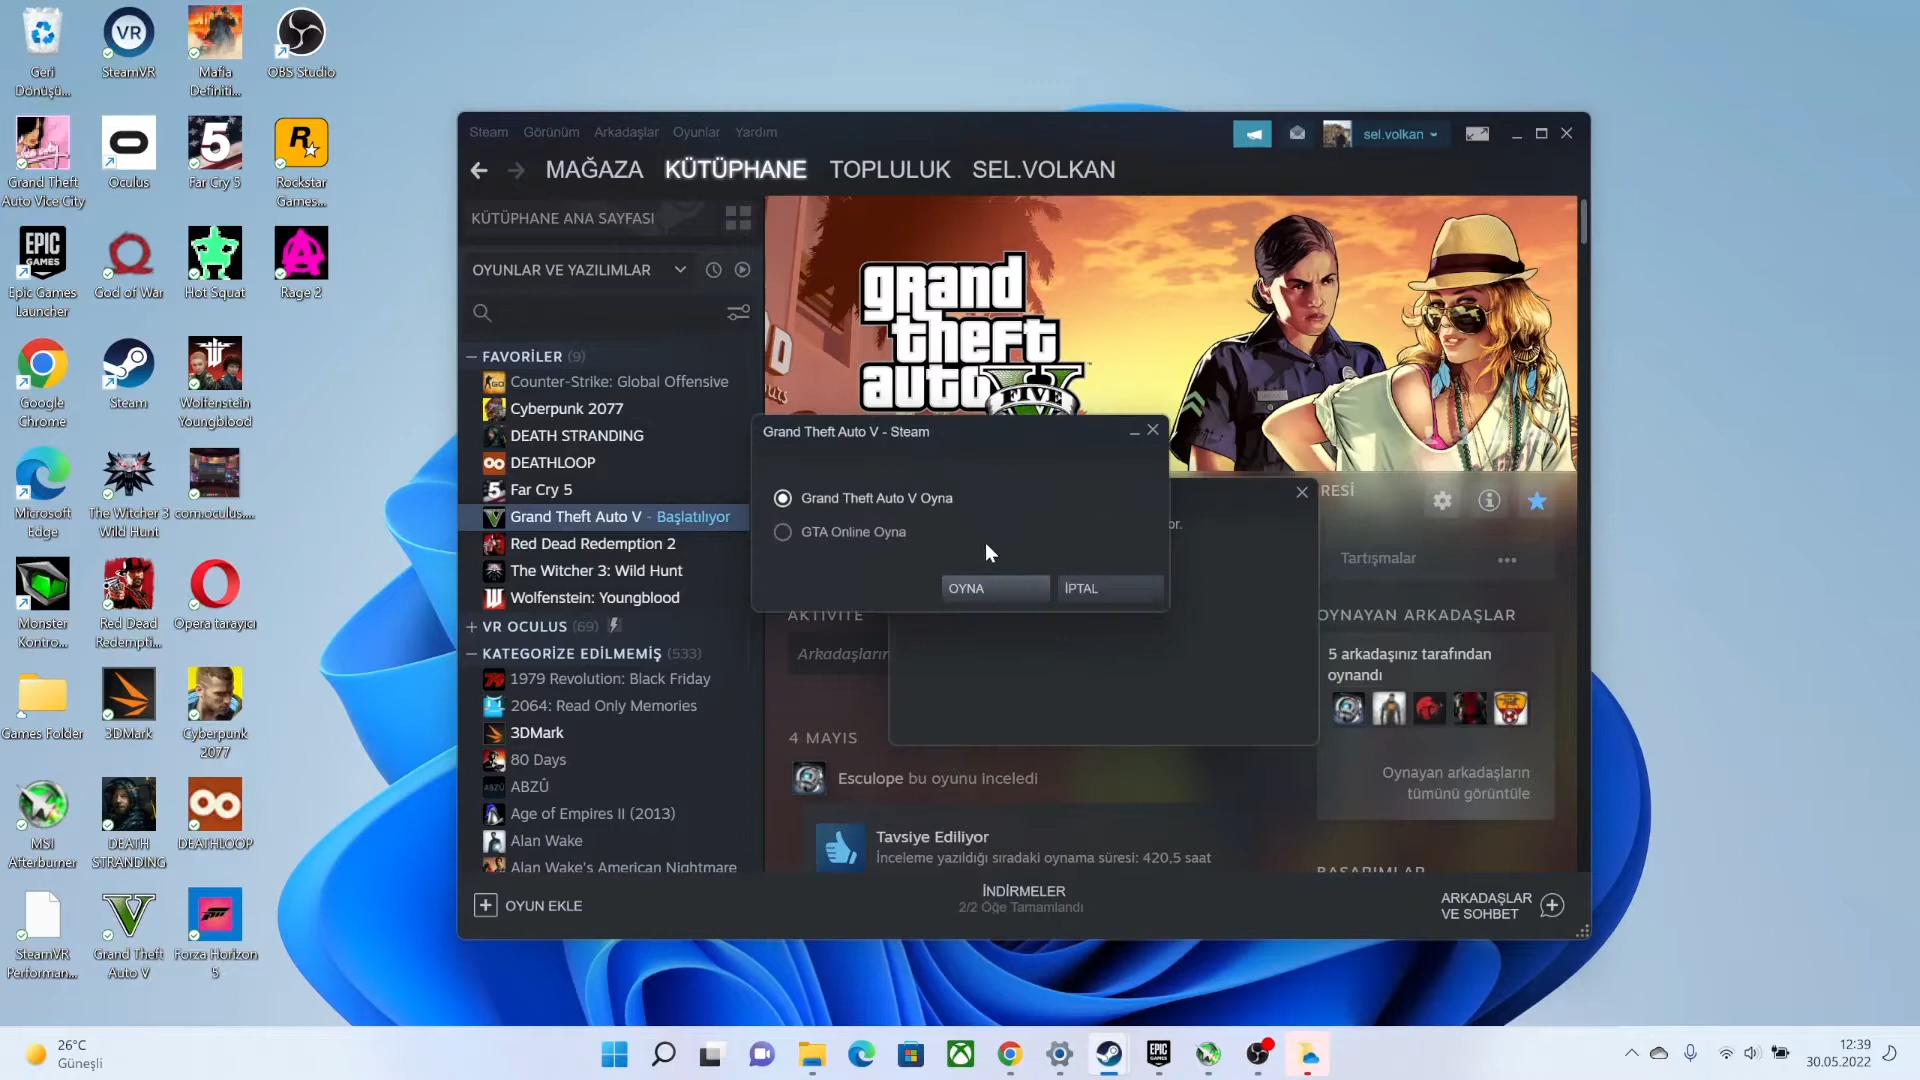 Geri
Dönüşü...
SteamVR
Mafia
Definiti...
OBS Studio
Grand Theft
Auto Vice City
Oculus
Far Cry 5
Rockstar
Games...
Epic Games
Launcher
God of War
Hot Squat
Rage 2
Google
Chrome
Steam
Wolfenstein
Youngblood
Microsoft
Edge
The Witcher 3
Wild Hunt
com.oculus....
Monster
Kontro...
Red Dead
Redempti...
Opera tarayıcı
Games Folder
3DMark
Cyberpunk
2077
MSI
Afterburner
DEATH
STRANDING
DEATHLOOP
SteamVR
Performan...
Grand Theft
Auto V
Forza Horizon
5
Steam Görünüm Arkadaşlar Oyunlar Yardım
sel.volkan
MAĞAZA KÜTÜPHANE TOPLULUK SEL.VOLKAN
KÜTÜPHANE ANA SAYFASI
OYUNLAR VE YAZILIMLAR
FAVORİLER (9)
Counter-Strike: Global Offensive
Cyberpunk 2077
DEATH STRANDING
DEATHLOOP
Far Cry 5
Grand Theft Auto V - Başlatılıyor
Red Dead Redemption 2
The Witcher 3: Wild Hunt
Wolfenstein: Youngblood
VR OCULUS (69)
KATEGORİZE EDİLMEMİŞ (533)
1979 Revolution: Black Friday
2064: Read Only Memories
3DMark
80 Days
ABZÛ
Age of Empires II (2013)
Alan Wake
Alan Wake's American Nightmare
OYUN EKLE
grand
theft
auto V
FIVE
Grand Theft Auto V - Steam
Grand Theft Auto V Oyna
GTA Online Oyna
OYNA İPTAL
or.
RESİ
Tartışmalar
AKTİVİTE
Arkadaşların
OYNAYAN ARKADAŞLAR
5 arkadaşınız tarafından
oynandı
Oynayan arkadaşların
tümünü görüntüle
4 MAYIS
Esculope bu oyunu inceledi
Tavsiye Ediliyor
İnceleme yazıldığı sıradaki oynama süresi: 420,5 saat
BAŞARIMLAR
İNDİRMELER
2/2 Öğe Tamamlandı
ARKADAŞLAR
VE SOHBET
26°C
Güneşli
12:39
30.05.2022